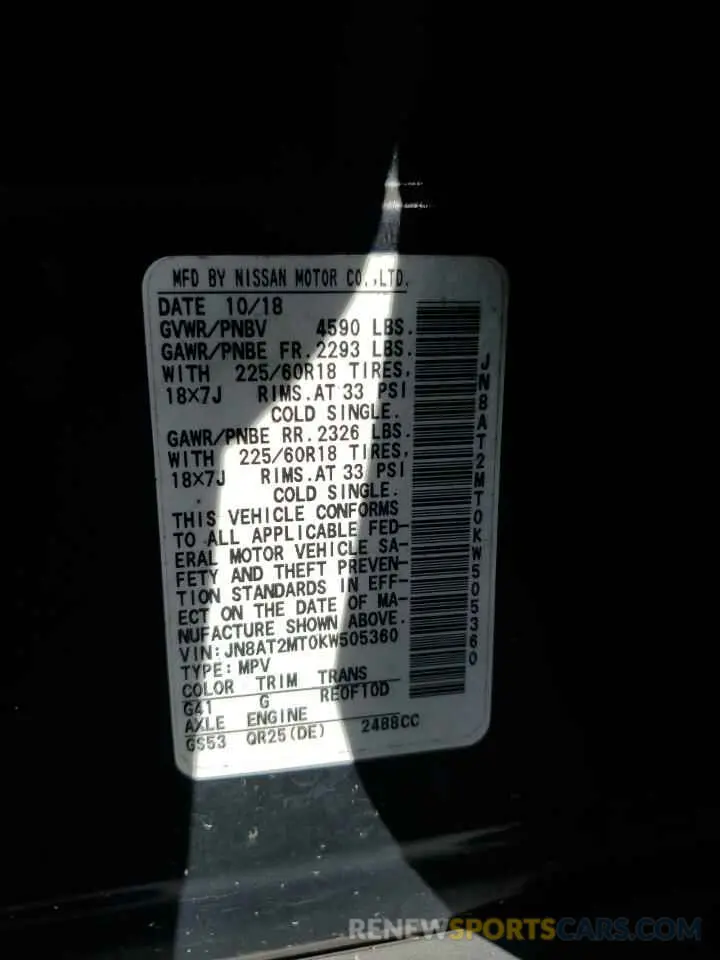 MFD BY NISSAN MOTOR CO.,LTD.
DATE 10/18
GVWR/PNBV 4590 LBS.
GAWR/PNBE FR. 2293 LBS.
WITH 225/60R18 TIRES,
18×7J RIMS. AT 33 PSI
COLD SINGLE.
GAWR/PNBE RR. 2326 LBS.
WITH 225/60R18 TIRES,
18×7J RIMS. AT 33 PSI
COLD SINGLE.
THIS VEHICLE CONFORMS
TO ALL APPLICABLE FED-
ERAL MOTOR VEHICLE SA-
FETY AND THEFT PREVEN-
TION STANDARDS IN EFF-
ECT ON THE DATE OF MA-
NUFACTURE SHOWN ABOVE.
VIN: JN8AT2MT0KW505360
TYPE: MPV
COLOR TRIM TRANS
G41 G RE0F10D
AXLE ENGINE
GS53 QR25(DE) 2488CC
JN8AT2MT0KW505360
RENEWSPORTSCARS.COM